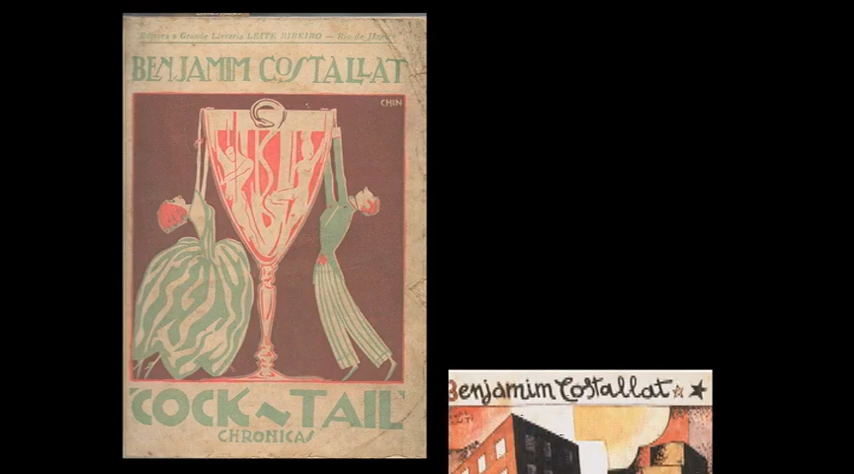 Editora a Grande Livraria LEITE RIBEIRO — Rio de Janeiro
BENJAMIM COSTALLAT
CHIN
COCK~TAIL
CHRONICAS
Benjamim Costallat